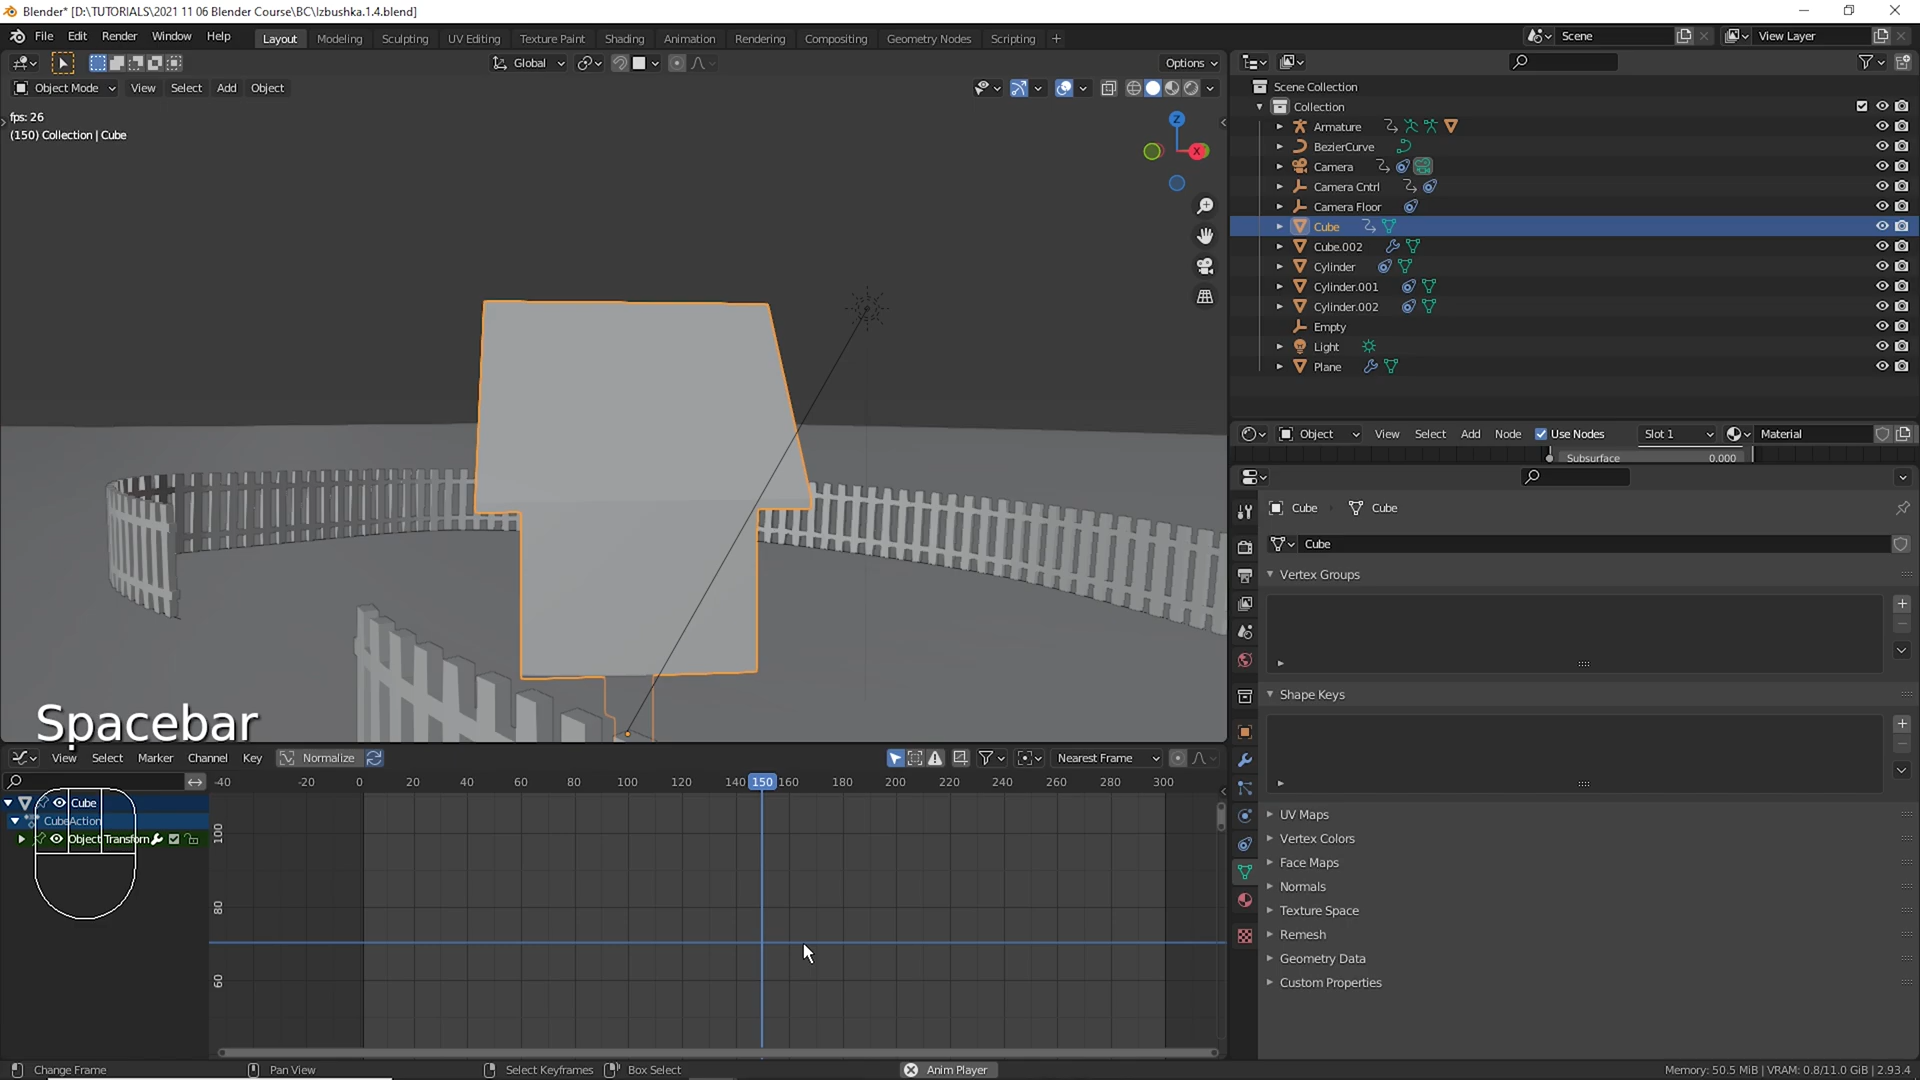 Blender* [D:\TUTORIALS\2021 11 06 Blender Course\BC\Izbushka.1.4.blend]
File Edit Render Window Help Layout Modeling Sculpting UV Editing Texture Paint Shading Animation Rendering Compositing Geometry Nodes Scripting + Scene View Layer
Global Options
Object Mode View Select Add Object
fps: 26
(150) Collection | Cube
Z
X
Scene Collection
Collection
Armature
BezierCurve
Camera
Camera Cntrl
Camera Floor
Cube
Cube.002
Cylinder
Cylinder.001
Cylinder.002
Empty
Light
Plane
Object View Select Add Node Use Nodes Slot 1 Material
Subsurface 0.000
Cube Cube
Cube
Vertex Groups
Shape Keys
UV Maps
Vertex Colors
Face Maps
Normals
Texture Space
Remesh
Geometry Data
Custom Properties
Spacebar
View Select Marker Channel Key Normalize Nearest Frame
-40 -20 0 20 40 60 80 100 120 140 150 160 180 200 220 240 260 280 300
Cube
CubeAction
Object Transform
100
80
60
Change Frame Pan View Select Keyframes Box Select Anim Player Memory: 50.5 MiB | VRAM: 0.8/11.0 GiB | 2.93.4